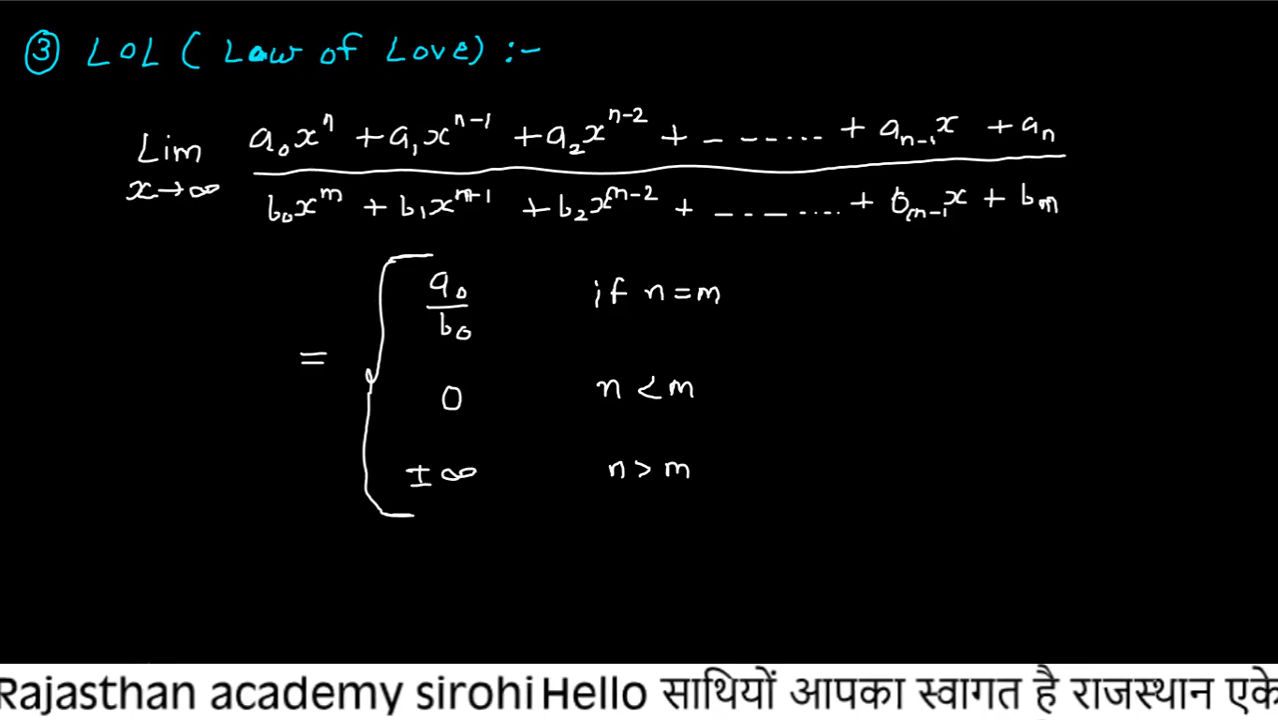 ③ LOL ( Law of Love) :-
Lim x→∞ (a₀xⁿ + a₁xⁿ⁻¹ + a₂xⁿ⁻² + - ----... + aₙ₋₁x + aₙ) / (b₀xᵐ + b₁xᵐ⁻¹ + b₂xᵐ⁻² + - -- - .... + bₘ₋₁x + bₘ)
= { a₀/b₀ if n = m
0 n < m
± ∞ n > m
Rajasthan academy sirohi Hello साथियों आपका स्वागत है राजस्थान एके